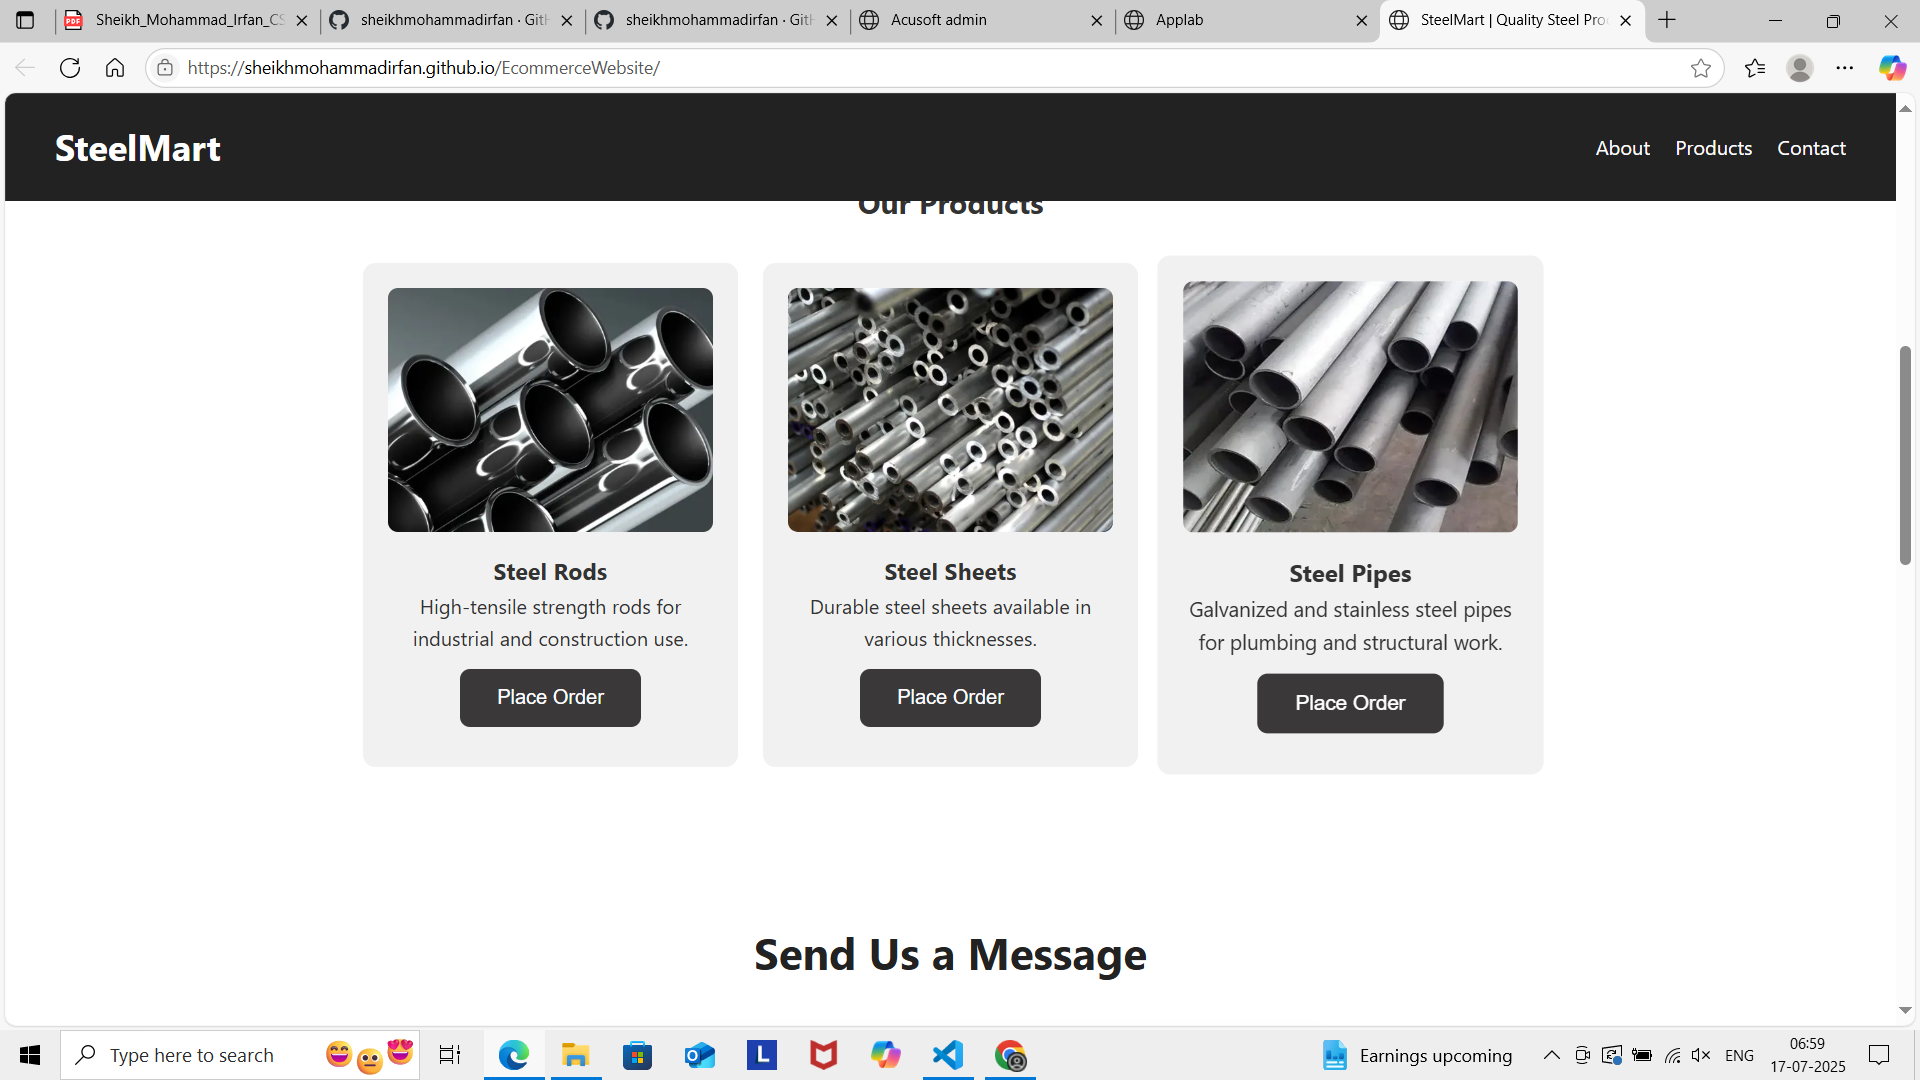 Sheikh_Mohammad_Irfan_CS
sheikhmohammadirfan · Git
sheikhmohammadirfan · Git
Acusoft admin
Applab
SteelMart | Quality Steel Pro
https://sheikhmohammadirfan.github.io/EcommerceWebsite/
SteelMart
About
Products
Contact
Our Products
Steel Rods
High-tensile strength rods for
industrial and construction use.
Place Order
Steel Sheets
Durable steel sheets available in
various thicknesses.
Place Order
Steel Pipes
Galvanized and stainless steel pipes
for plumbing and structural work.
Place Order
Send Us a Message
Type here to search
L
Earnings upcoming
ENG
06:59
17-07-2025